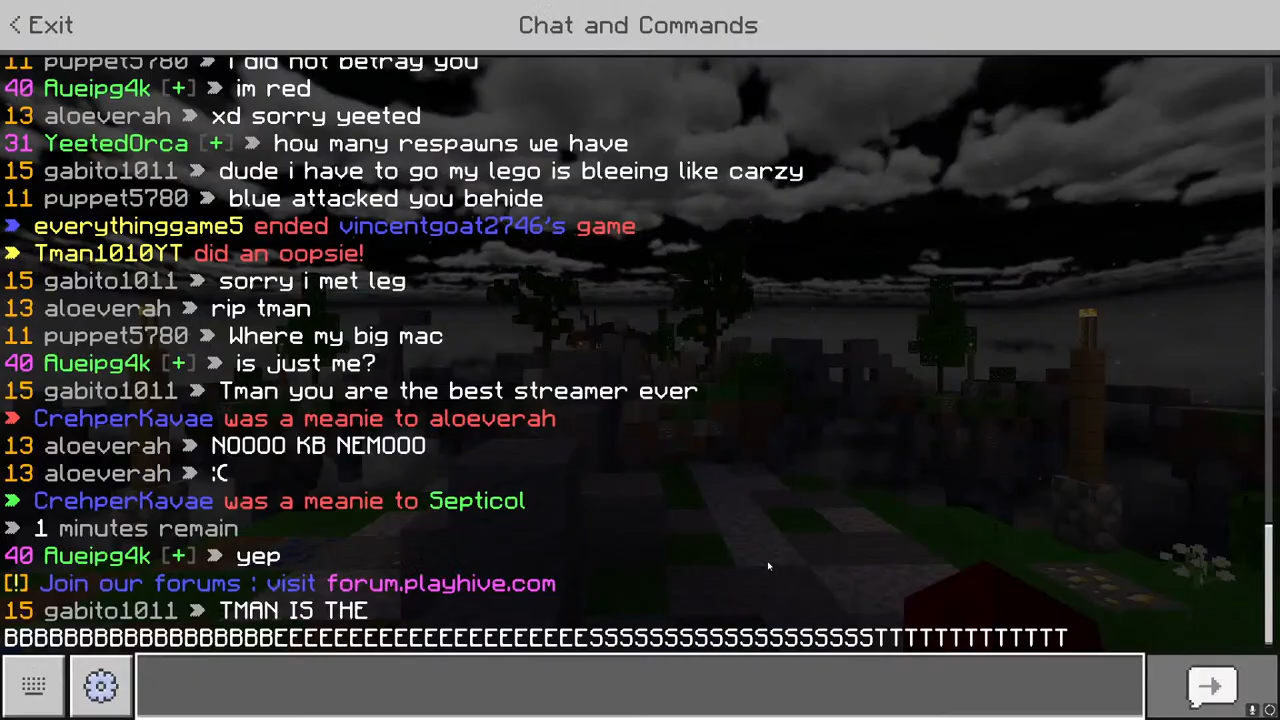 < Exit
Chat and Commands
11 puppet5780 » i did not betray you
40 Aueipg4k [+] » im red
13 aloeverah » xd sorry yeeted
31 YeetedOrca [+] » how many respawns we have
15 gabito1011 » dude i have to go my lego is bleeing like carzy
11 puppet5780 » blue attacked you behide
» everythinggame5 ended vincentgoat2746's game
» Tman1010YT did an oopsie!
15 gabito1011 » sorry i met leg
13 aloeverah » rip tman
11 puppet5780 » Where my big mac
40 Aueipg4k [+] » is just me?
15 gabito1011 » Tman you are the best streamer ever
» CrehperKavae was a meanie to aloeverah
13 aloeverah » NOOOO KB NEMOOO
13 aloeverah » :C
» CrehperKavae was a meanie to Septicol
» 1 minutes remain
40 Aueipg4k [+] » yep
[!] Join our forums : visit forum.playhive.com
15 gabito1011 » TMAN IS THE
BBBBBBBBBBBBBBBBBBEEEEEEEEEEEEEEEEEEEEESSSSSSSSSSSSSSSSSSSTTTTTTTTTTTTT